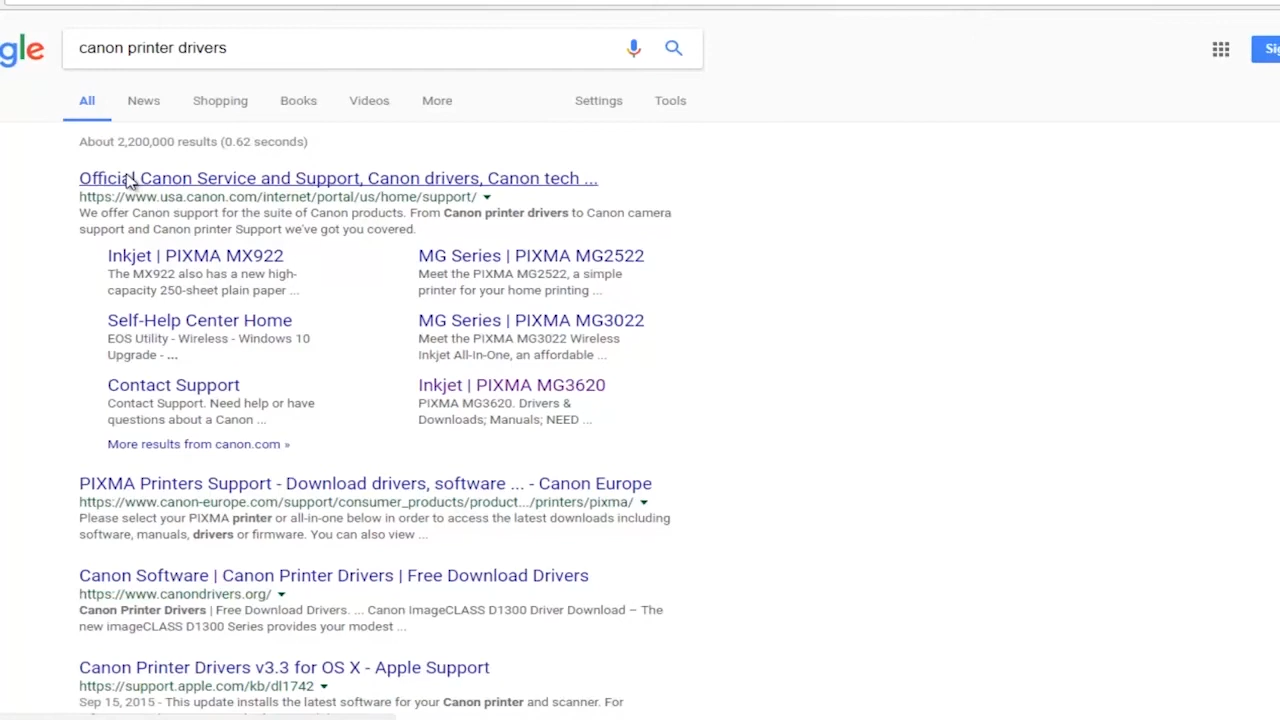 gle
canon printer drivers
Sig
All News Shopping Books Videos More Settings Tools
About 2,200,000 results (0.62 seconds)
Official Canon Service and Support, Canon drivers, Canon tech ...
https://www.usa.canon.com/internet/portal/us/home/support/
We offer Canon support for the suite of Canon products. From Canon printer drivers to Canon camera
support and Canon printer Support we've got you covered.
Inkjet | PIXMA MX922
The MX922 also has a new high-
capacity 250-sheet plain paper ...
MG Series | PIXMA MG2522
Meet the PIXMA MG2522, a simple
printer for your home printing ...
Self-Help Center Home
EOS Utility - Wireless - Windows 10
Upgrade - ...
MG Series | PIXMA MG3022
Meet the PIXMA MG3022 Wireless
Inkjet All-In-One, an affordable ...
Contact Support
Contact Support. Need help or have
questions about a Canon ...
Inkjet | PIXMA MG3620
PIXMA MG3620. Drivers &
Downloads; Manuals; NEED ...
More results from canon.com »
PIXMA Printers Support - Download drivers, software ... - Canon Europe
https://www.canon-europe.com/support/consumer_products/product.../printers/pixma/
Please select your PIXMA printer or all-in-one below in order to access the latest downloads including
software, manuals, drivers or firmware. You can also view ...
Canon Software | Canon Printer Drivers | Free Download Drivers
https://www.canondrivers.org/
Canon Printer Drivers | Free Download Drivers. ... Canon ImageCLASS D1300 Driver Download – The
new imageCLASS D1300 Series provides your modest ...
Canon Printer Drivers v3.3 for OS X - Apple Support
https://support.apple.com/kb/dl1742
Sep 15, 2015 - This update installs the latest software for your Canon printer and scanner. For